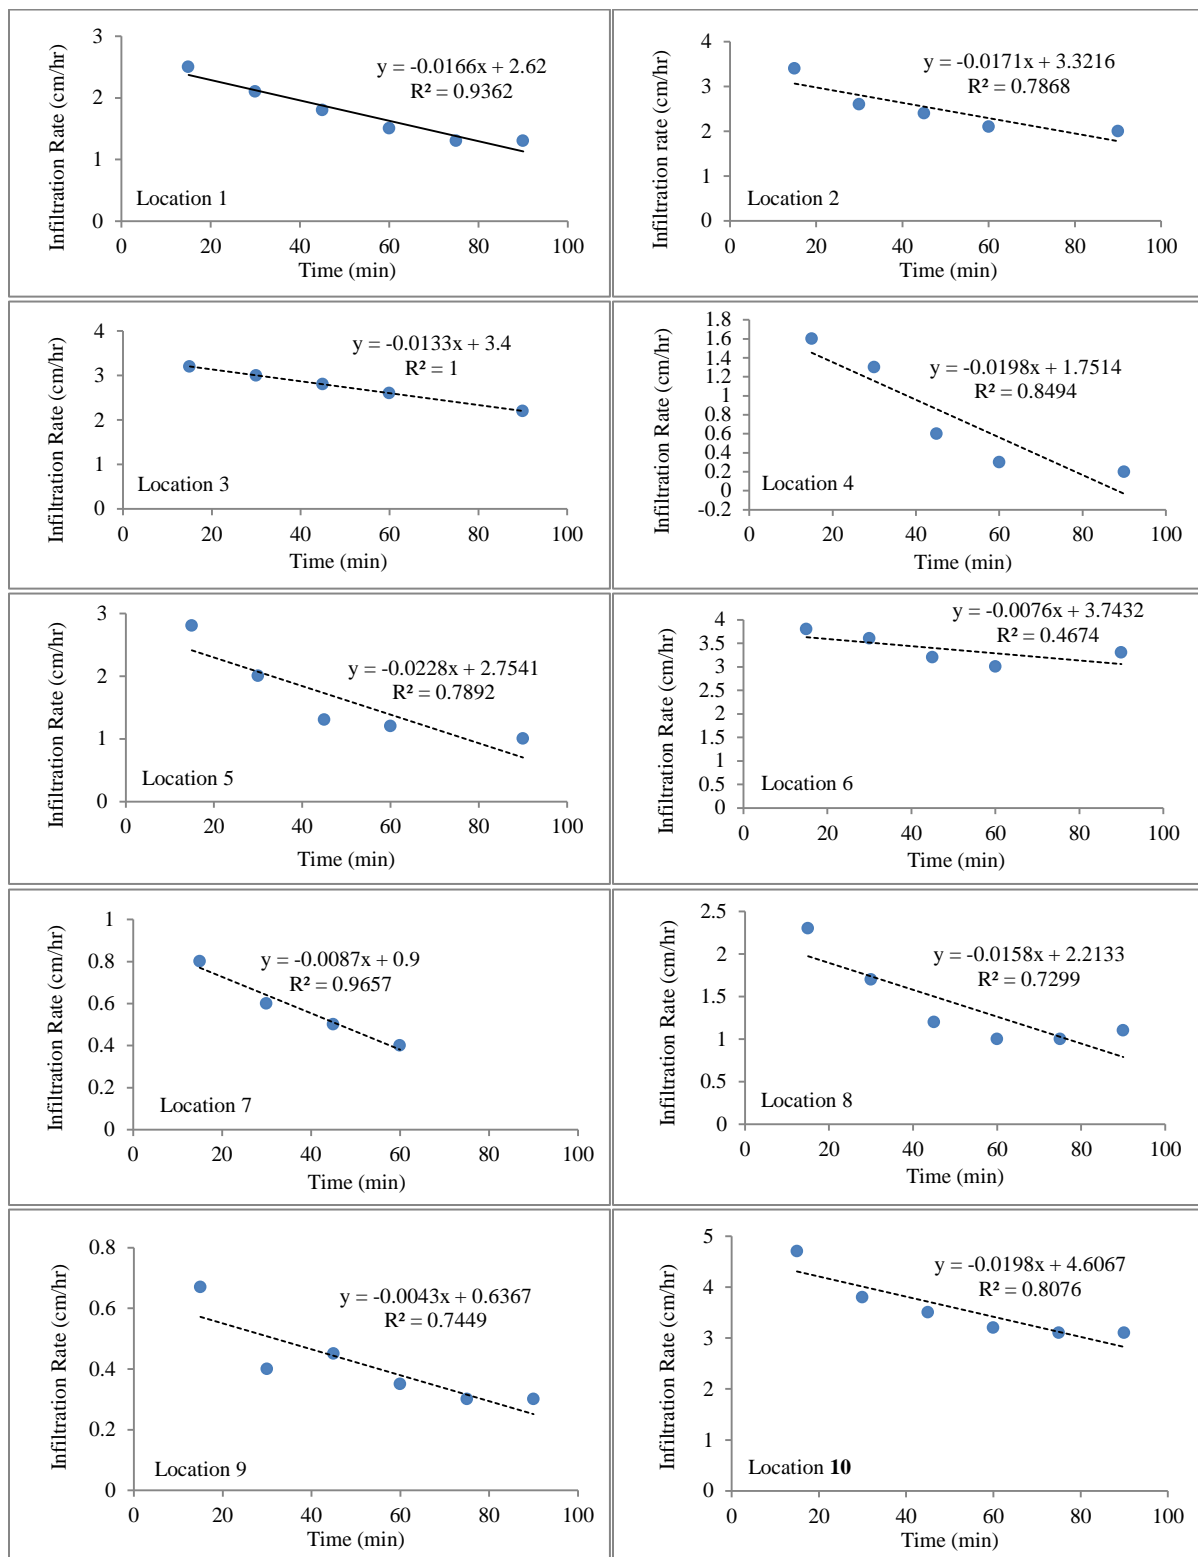 Infiltration Rate (cm/hr)
3
2
1
0
y = -0.0166x + 2.62
R² = 0.9362
Location 1
0 20 40 60 80 100
Time (min)
Infiltration rate (cm/hr)
4
3
2
1
0
y = -0.0171x + 3.3216
R² = 0.7868
Location 2
0 20 40 60 80 100
Time (min)
Infiltration Rate (cm/hr)
4
3
2
1
0
y = -0.0133x + 3.4
R² = 1
Location 3
0 20 40 60 80 100
Time (min)
Infiltration Rate (cm/hr)
1.8
1.6
1.4
1.2
1
0.8
0.6
0.4
0.2
0
-0.2
y = -0.0198x + 1.7514
R² = 0.8494
Location 4
0 20 40 60 80 100
Time (min)
Infiltration Rate (cm/hr)
3
2
1
0
y = -0.0228x + 2.7541
R² = 0.7892
Location 5
0 20 40 60 80 100
Time (min)
Infiltration Rate (cm/hr)
4
3.5
3
2.5
2
1.5
1
0.5
0
y = -0.0076x + 3.7432
R² = 0.4674
Location 6
0 20 40 60 80 100
Time (min)
Infiltration Rate (cm/hr)
1
0.8
0.6
0.4
0.2
0
y = -0.0087x + 0.9
R² = 0.9657
Location 7
0 20 40 60 80 100
Time (min)
Infiltration Rate (cm/hr)
2.5
2
1.5
1
0.5
0
y = -0.0158x + 2.2133
R² = 0.7299
Location 8
0 20 40 60 80 100
Time (min)
Infiltration Rate (cm/hr)
0.8
0.6
0.4
0.2
0
y = -0.0043x + 0.6367
R² = 0.7449
Location 9
0 20 40 60 80 100
Time (min)
Infiltration Rate (cm/hr)
5
4
3
2
1
0
y = -0.0198x + 4.6067
R² = 0.8076
Location 10
0 20 40 60 80 100
Time (min)